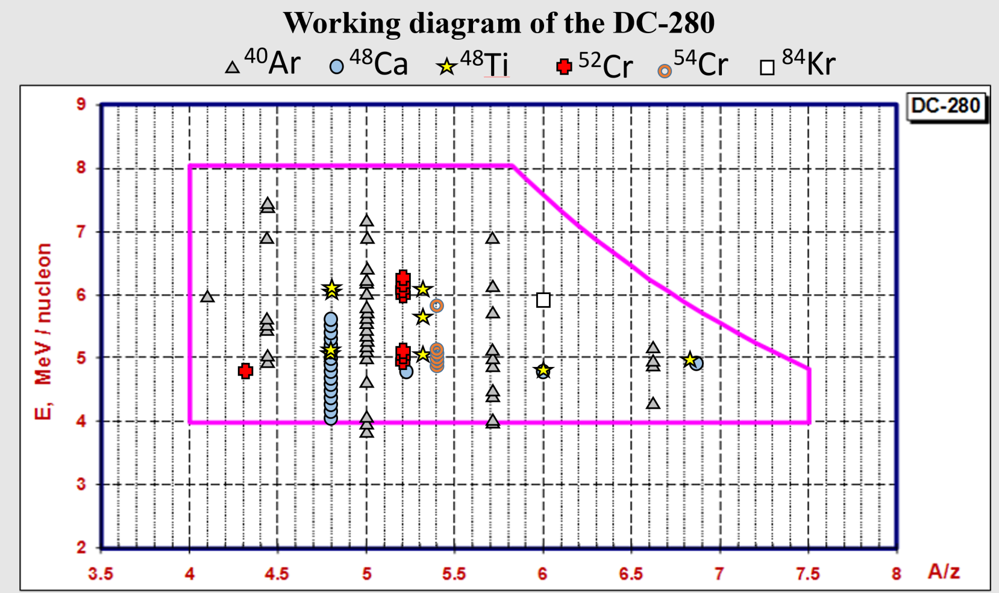 Working diagram of the DC-280
40Ar 48Ca 48Ti 52Cr 54Cr 84Kr
DC-280
9
8
7
6
5
4
3
2
E, MeV / nucleon
3.5 4 4.5 5 5.5 6 6.5 7 7.5 8 A/z